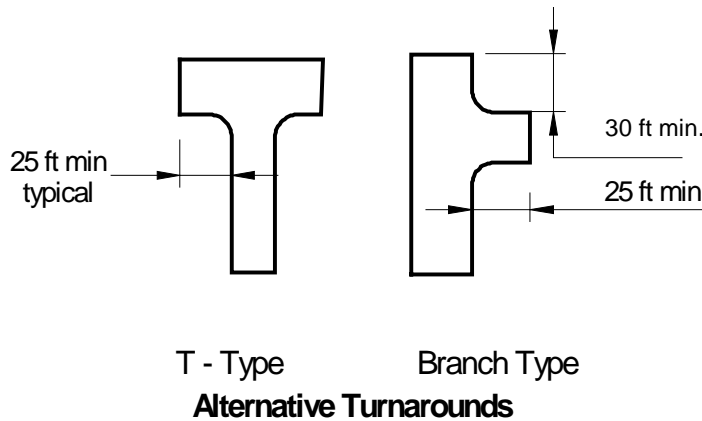 25 ft min
typical
30 ft min.
25 ft min
T - Type
Branch Type
Alternative Turnarounds